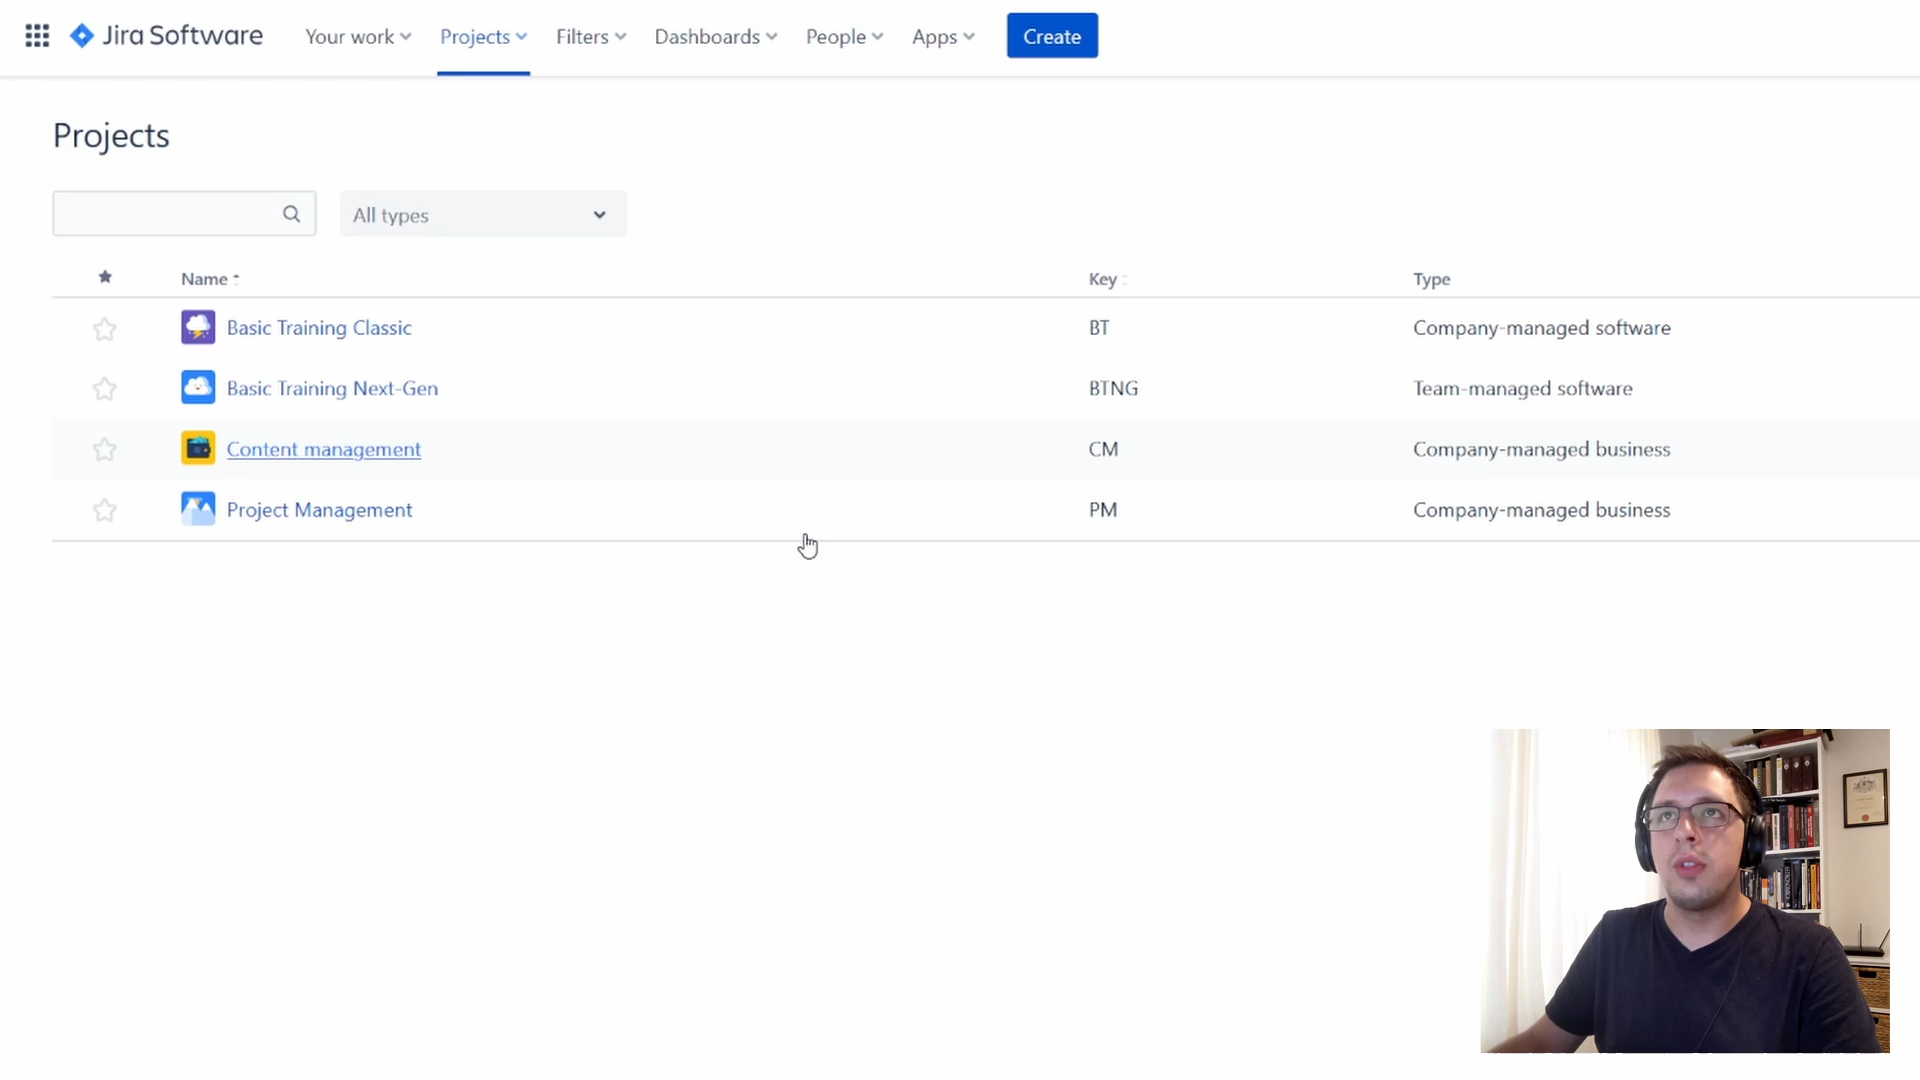 Jira Software Your work Projects Filters Dashboards People Apps Create
Projects
All types
Name Key Type
Basic Training Classic BT Company-managed software
Basic Training Next-Gen BTNG Team-managed software
Content management CM Company-managed business
Project Management PM Company-managed business